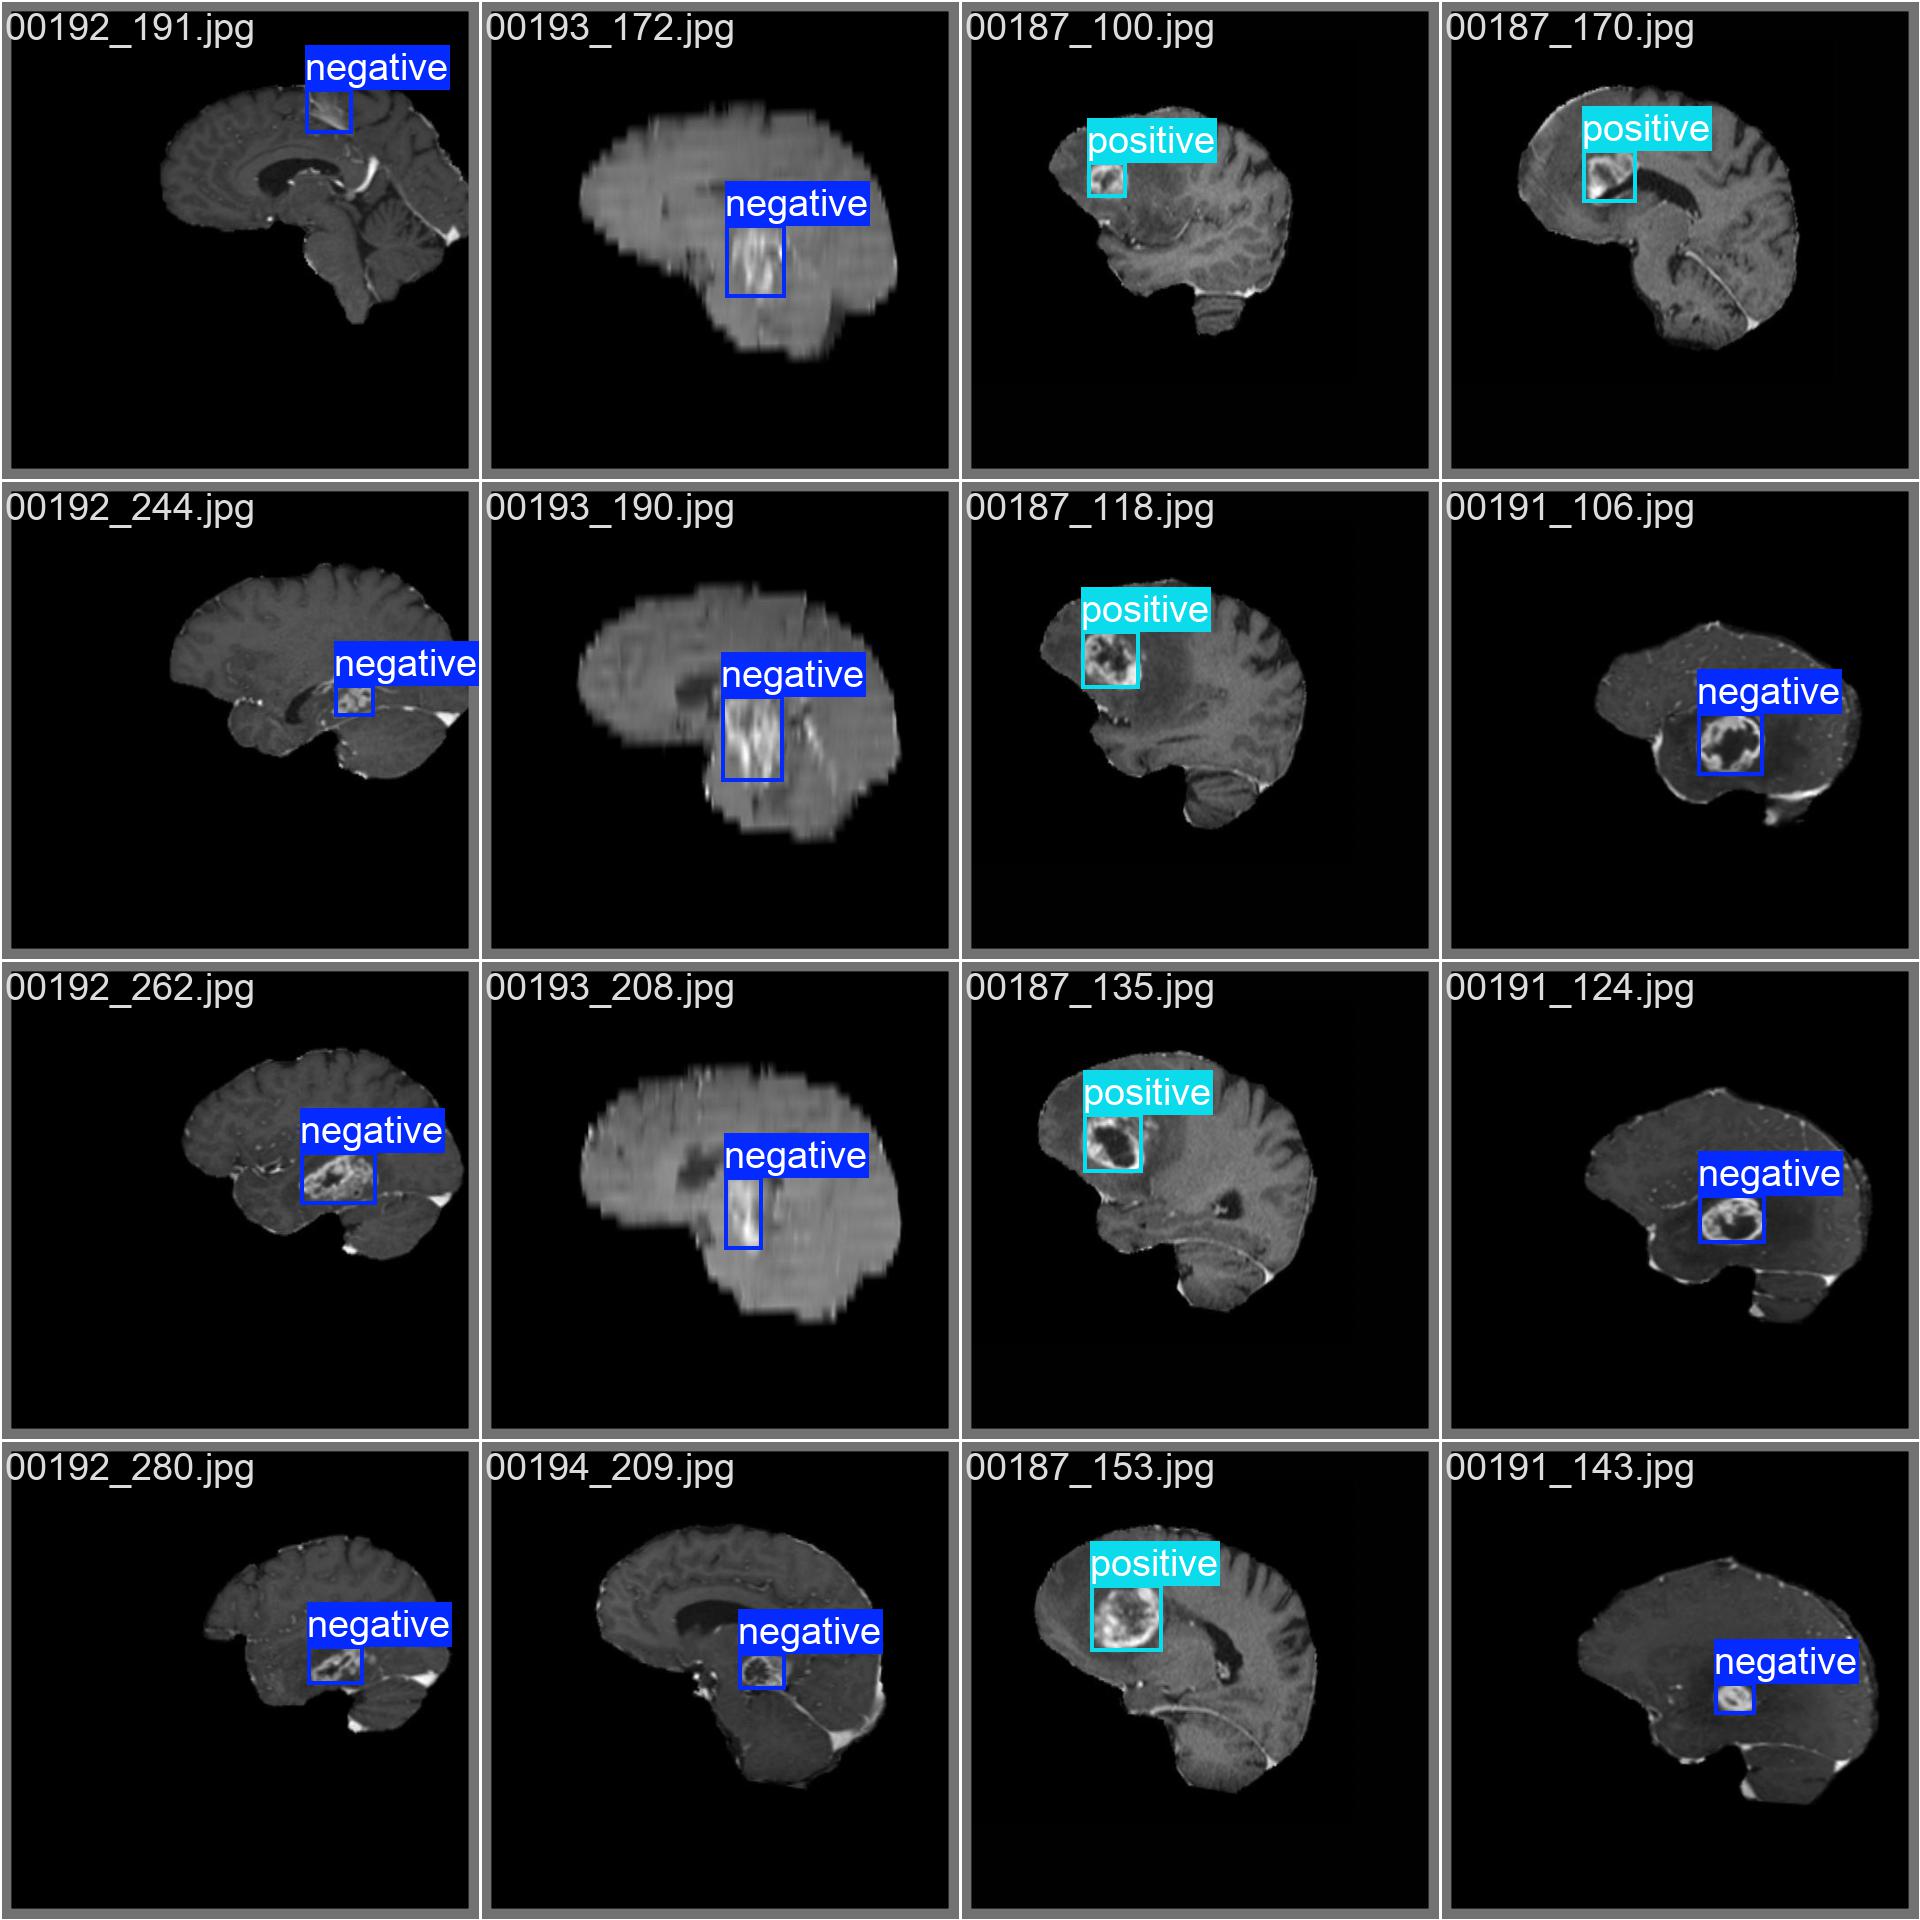 00192_191.jpg
negative
00193_172.jpg
negative
00187_100.jpg
positive
00187_170.jpg
positive
00192_244.jpg
negative
00193_190.jpg
negative
00187_118.jpg
positive
00191_106.jpg
negative
00192_262.jpg
negative
00193_208.jpg
negative
00187_135.jpg
positive
00191_124.jpg
negative
00192_280.jpg
negative
00194_209.jpg
negative
00187_153.jpg
positive
00191_143.jpg
negative